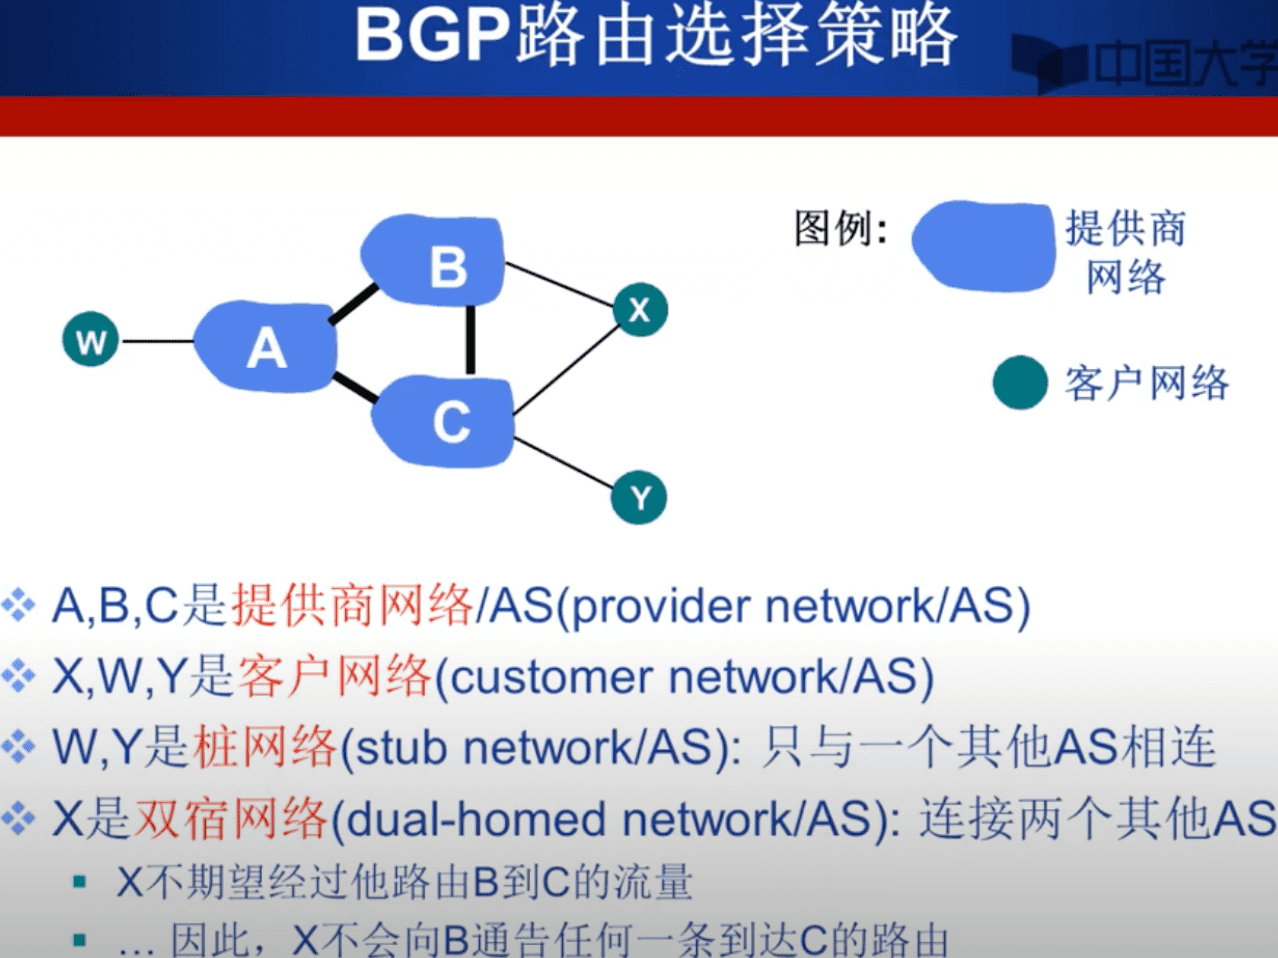 BGP路由选择策略
中国大学
图例:
提供商
网络
客户网络
B
X
W
A
C
Y
A,B,C是提供商网络/AS(provider network/AS)
X,W,Y是客户网络(customer network/AS)
W,Y是桩网络(stub network/AS): 只与一个其他AS相连
X是双宿网络(dual-homed network/AS): 连接两个其他AS
X不期望经过他路由B到C的流量
... 因此，X不会向B通告任何一条到达C的路由